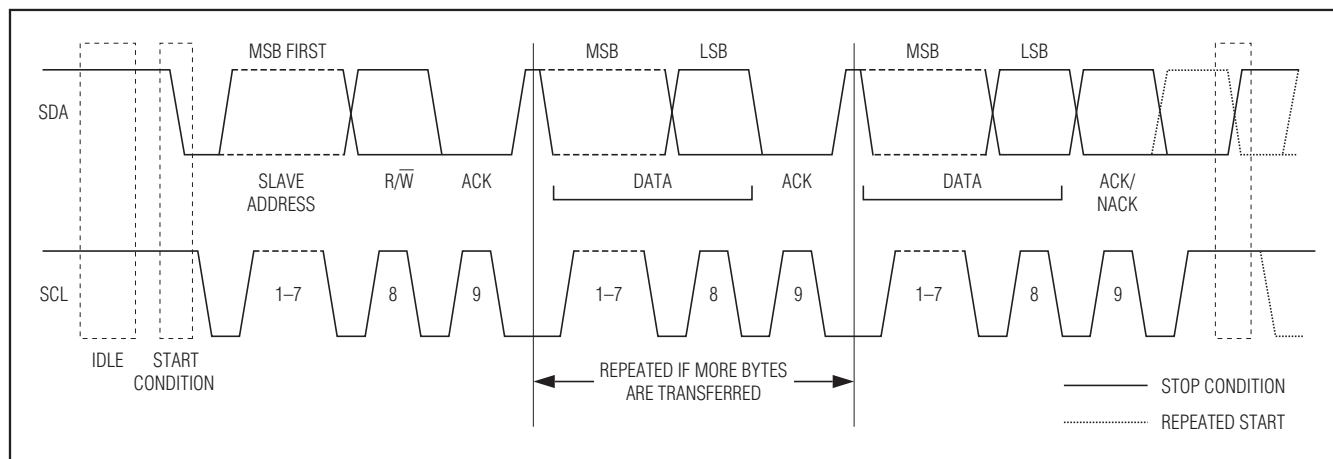 MSB FIRST
MSB
LSB
MSB
LSB
SDA
SLAVE
ADDRESS
R/W̅
ACK
DATA
ACK
DATA
ACK/
NACK
SCL
1–7
8
9
1–7
8
9
1–7
8
9
IDLE
START
CONDITION
REPEATED IF MORE BYTES
ARE TRANSFERRED
STOP CONDITION
REPEATED START